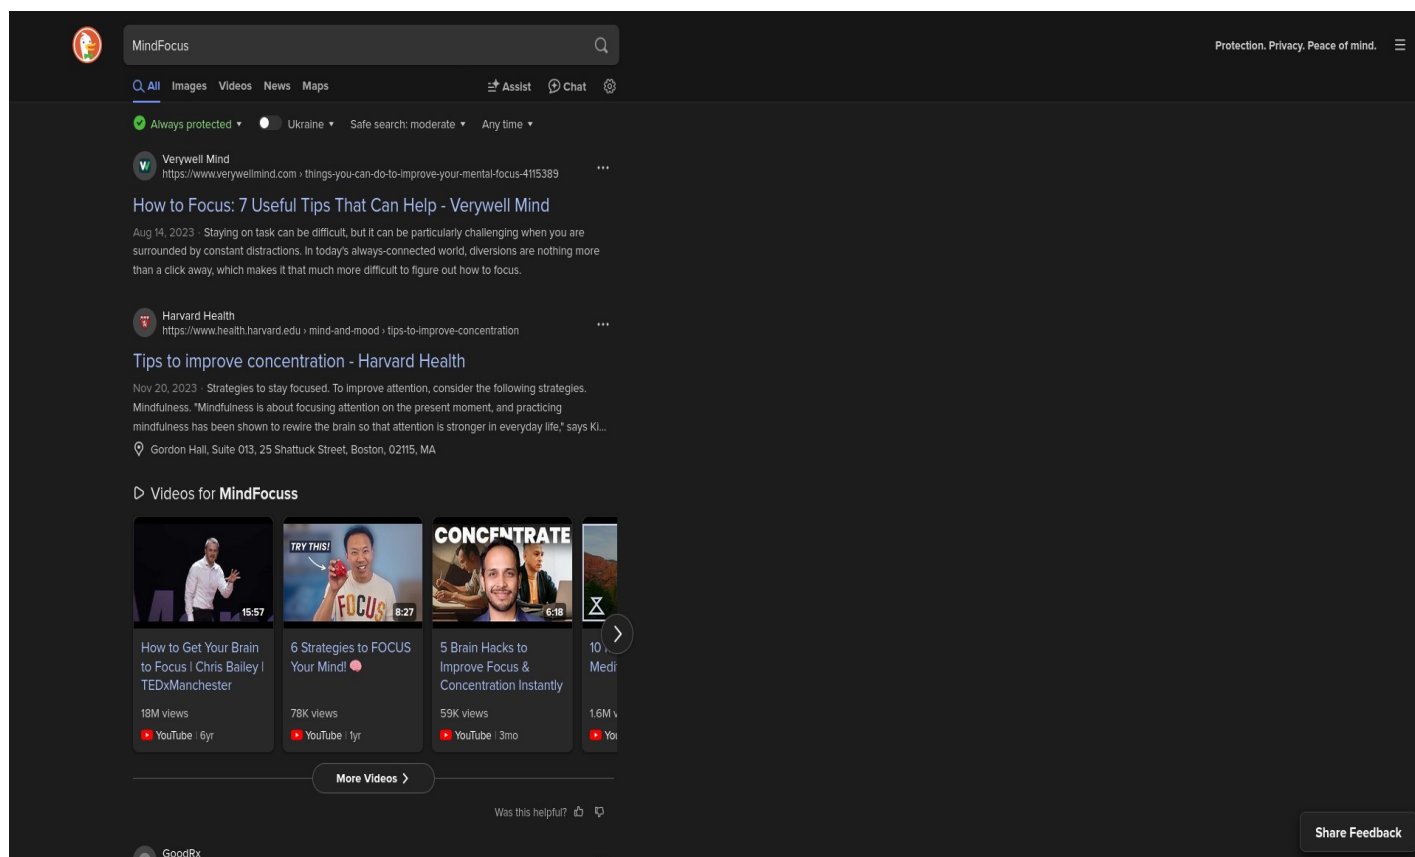 MindFocus
Protection. Privacy. Peace of mind.
All Images Videos News Maps Assist Chat
Always protected Ukraine Safe search: moderate Any time
Verywell Mind
https://www.verywellmind.com › things-you-can-do-to-improve-your-mental-focus-4115389
How to Focus: 7 Useful Tips That Can Help - Verywell Mind
Aug 14, 2023 · Staying on task can be difficult, but it can be particularly challenging when you are
surrounded by constant distractions. In today's always-connected world, diversions are nothing more
than a click away, which makes it that much more difficult to figure out how to focus.
Harvard Health
https://www.health.harvard.edu › mind-and-mood › tips-to-improve-concentration
Tips to improve concentration - Harvard Health
Nov 20, 2023 · Strategies to stay focused. To improve attention, consider the following strategies.
Mindfulness. "Mindfulness is about focusing attention on the present moment, and practicing
mindfulness has been shown to rewire the brain so that attention is stronger in everyday life," says Ki...
Gordon Hall, Suite 013, 25 Shattuck Street, Boston, 02115, MA
Videos for MindFocuss
15:57
How to Get Your Brain
to Focus | Chris Bailey |
TEDxManchester
18M views
YouTube | 6yr
TRY THIS!
FOCUS
8:27
6 Strategies to FOCUS
Your Mind! 🧠
78K views
YouTube | 1yr
CONCENTRATE
6:18
5 Brain Hacks to
Improve Focus &
Concentration Instantly
59K views
YouTube | 3mo
10
Medi
1.6M
You
More Videos
Was this helpful?
Share Feedback
GoodRx